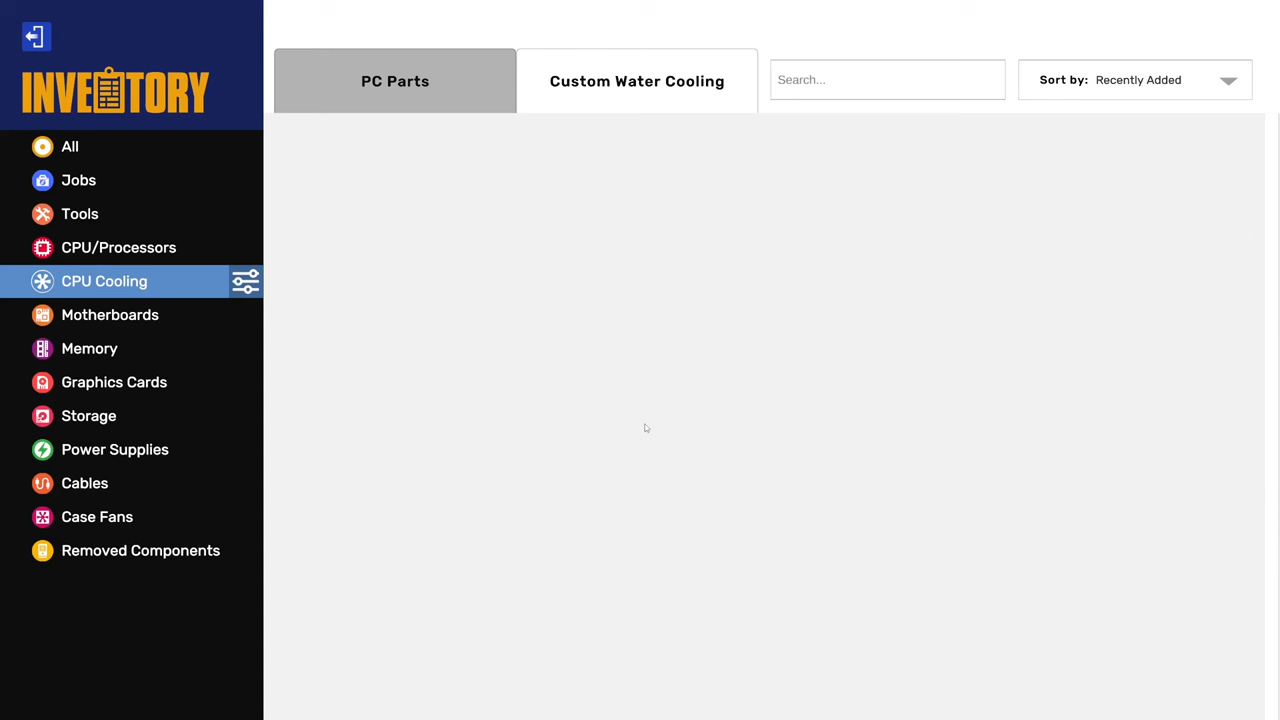 INVENTORY
PC Parts
Custom Water Cooling
Search...
Sort by: Recently Added
All
Jobs
Tools
CPU/Processors
CPU Cooling
Motherboards
Memory
Graphics Cards
Storage
Power Supplies
Cables
Case Fans
Removed Components